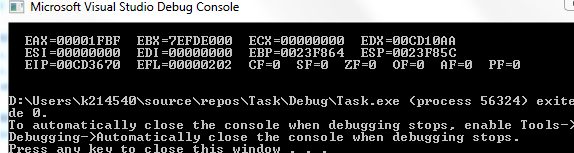 Microsoft Visual Studio Debug Console
EAX=00001FBF EBX=7EFDE000 ECX=00000000 EDX=00CD10AA
ESI=00000000 EDI=00000000 EBP=0023F864 ESP=0023F85C
EIP=00CD3670 EFL=00000202 CF=0 SF=0 ZF=0 OF=0 AF=0 PF=0
D:\Users\k214540\source\repos\Task\Debug\Task.exe (process 56324) exite
de 0.
To automatically close the console when debugging stops, enable Tools->
Debugging->Automatically close the console when debugging stops.
Press any key to close this window . . .